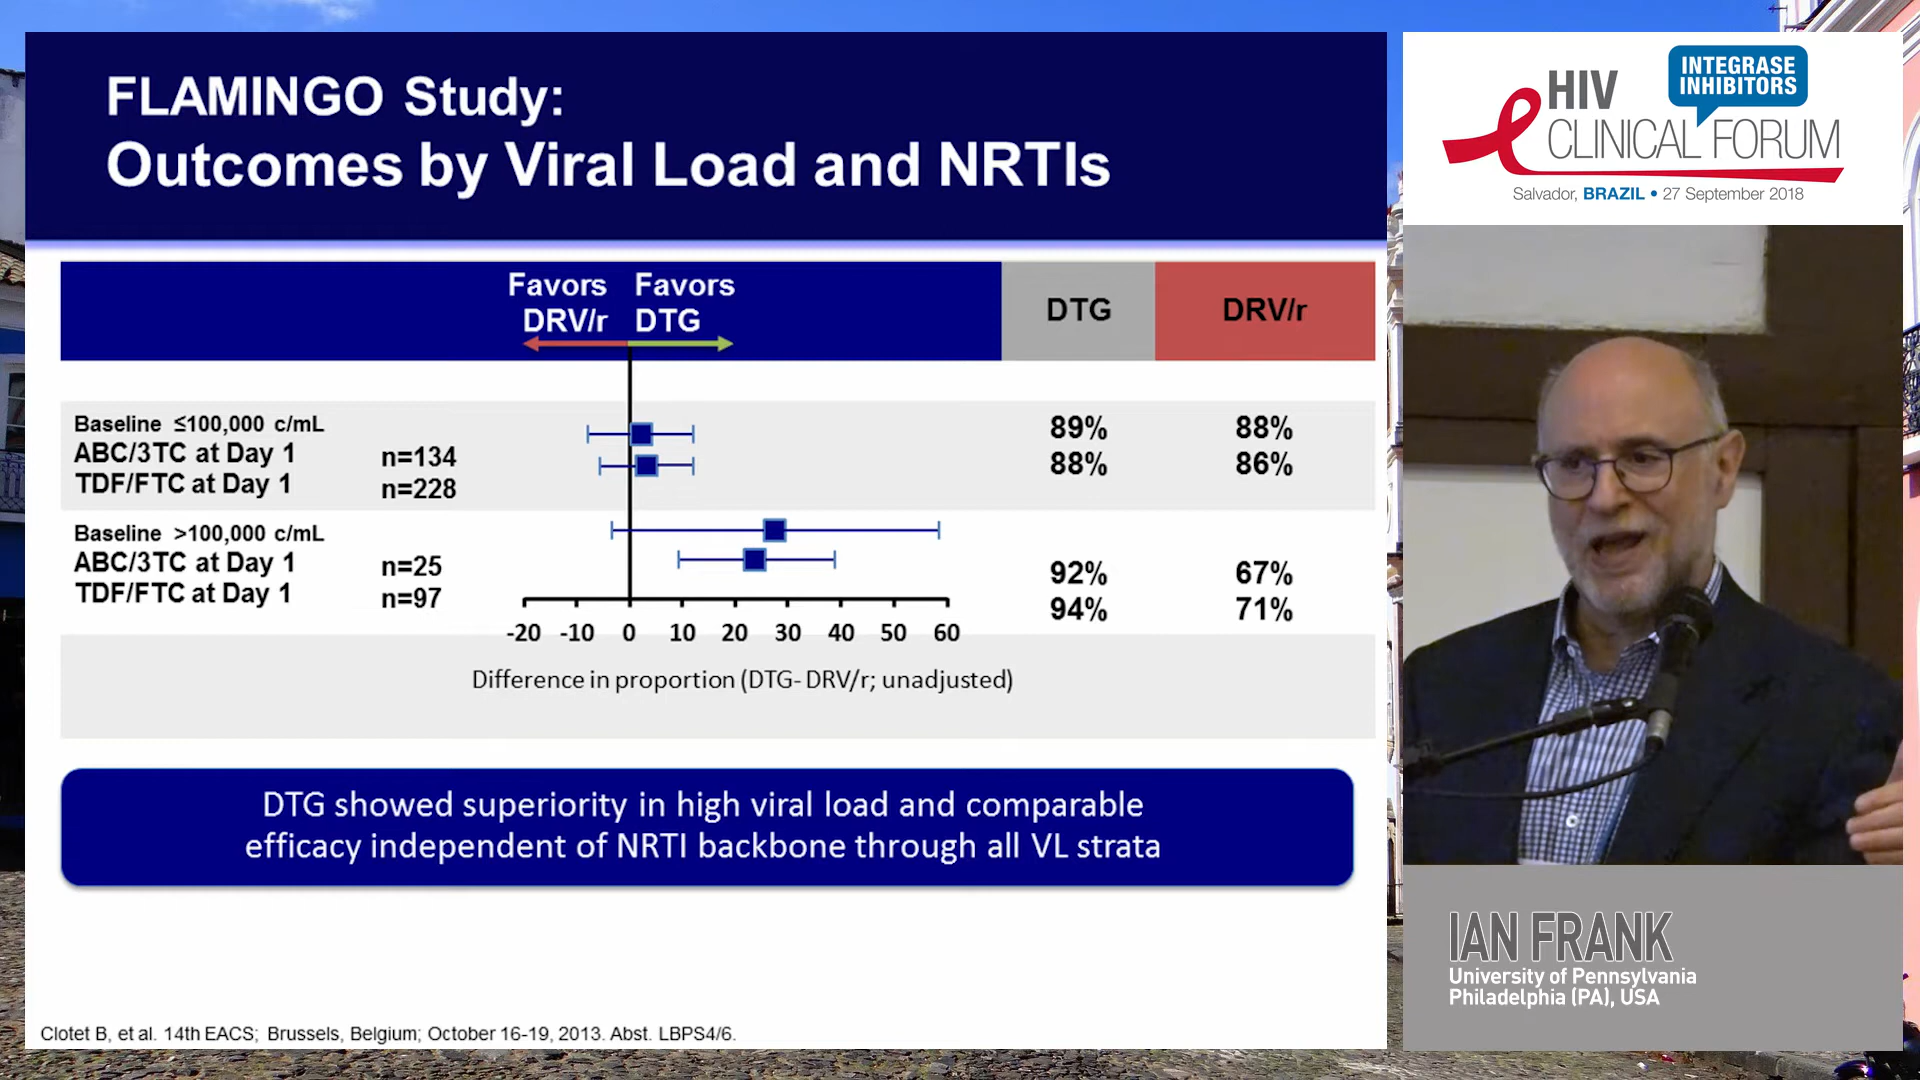 FLAMINGO Study:
Outcomes by Viral Load and NRTIs
Favors DRV/r
Favors DTG
DTG
DRV/r
Baseline ≤100,000 c/mL
ABC/3TC at Day 1 n=134 89% 88%
TDF/FTC at Day 1 n=228 88% 86%
Baseline >100,000 c/mL
ABC/3TC at Day 1 n=25 92% 67%
TDF/FTC at Day 1 n=97 94% 71%
-20 -10 0 10 20 30 40 50 60
Difference in proportion (DTG- DRV/r; unadjusted)
DTG showed superiority in high viral load and comparable
efficacy independent of NRTI backbone through all VL strata
Clotet B, et al. 14th EACS; Brussels, Belgium; October 16-19, 2013. Abst. LBPS4/6.
INTEGRASE
INHIBITORS
HIV
CLINICAL FORUM
Salvador, BRAZIL • 27 September 2018
IAN FRANK
University of Pennsylvania
Philadelphia (PA), USA